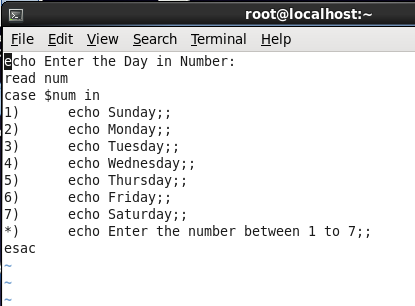 root@localhost:~
File Edit View Search Terminal Help
echo Enter the Day in Number:
read num
case $num in
1)      echo Sunday;;
2)      echo Monday;;
3)      echo Tuesday;;
4)      echo Wednesday;;
5)      echo Thursday;;
6)      echo Friday;;
7)      echo Saturday;;
*)      echo Enter the number between 1 to 7;;
esac
~
~
~